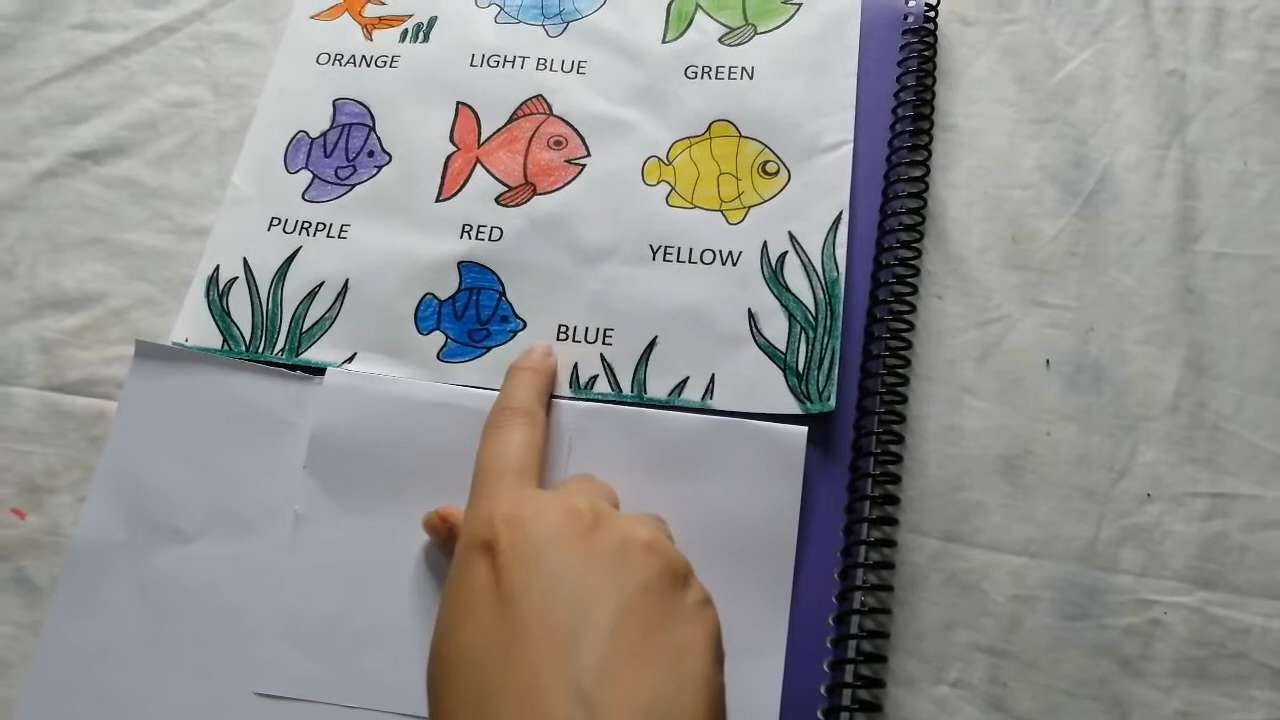 ORANGE
LIGHT BLUE
GREEN
PURPLE
RED
YELLOW
BLUE